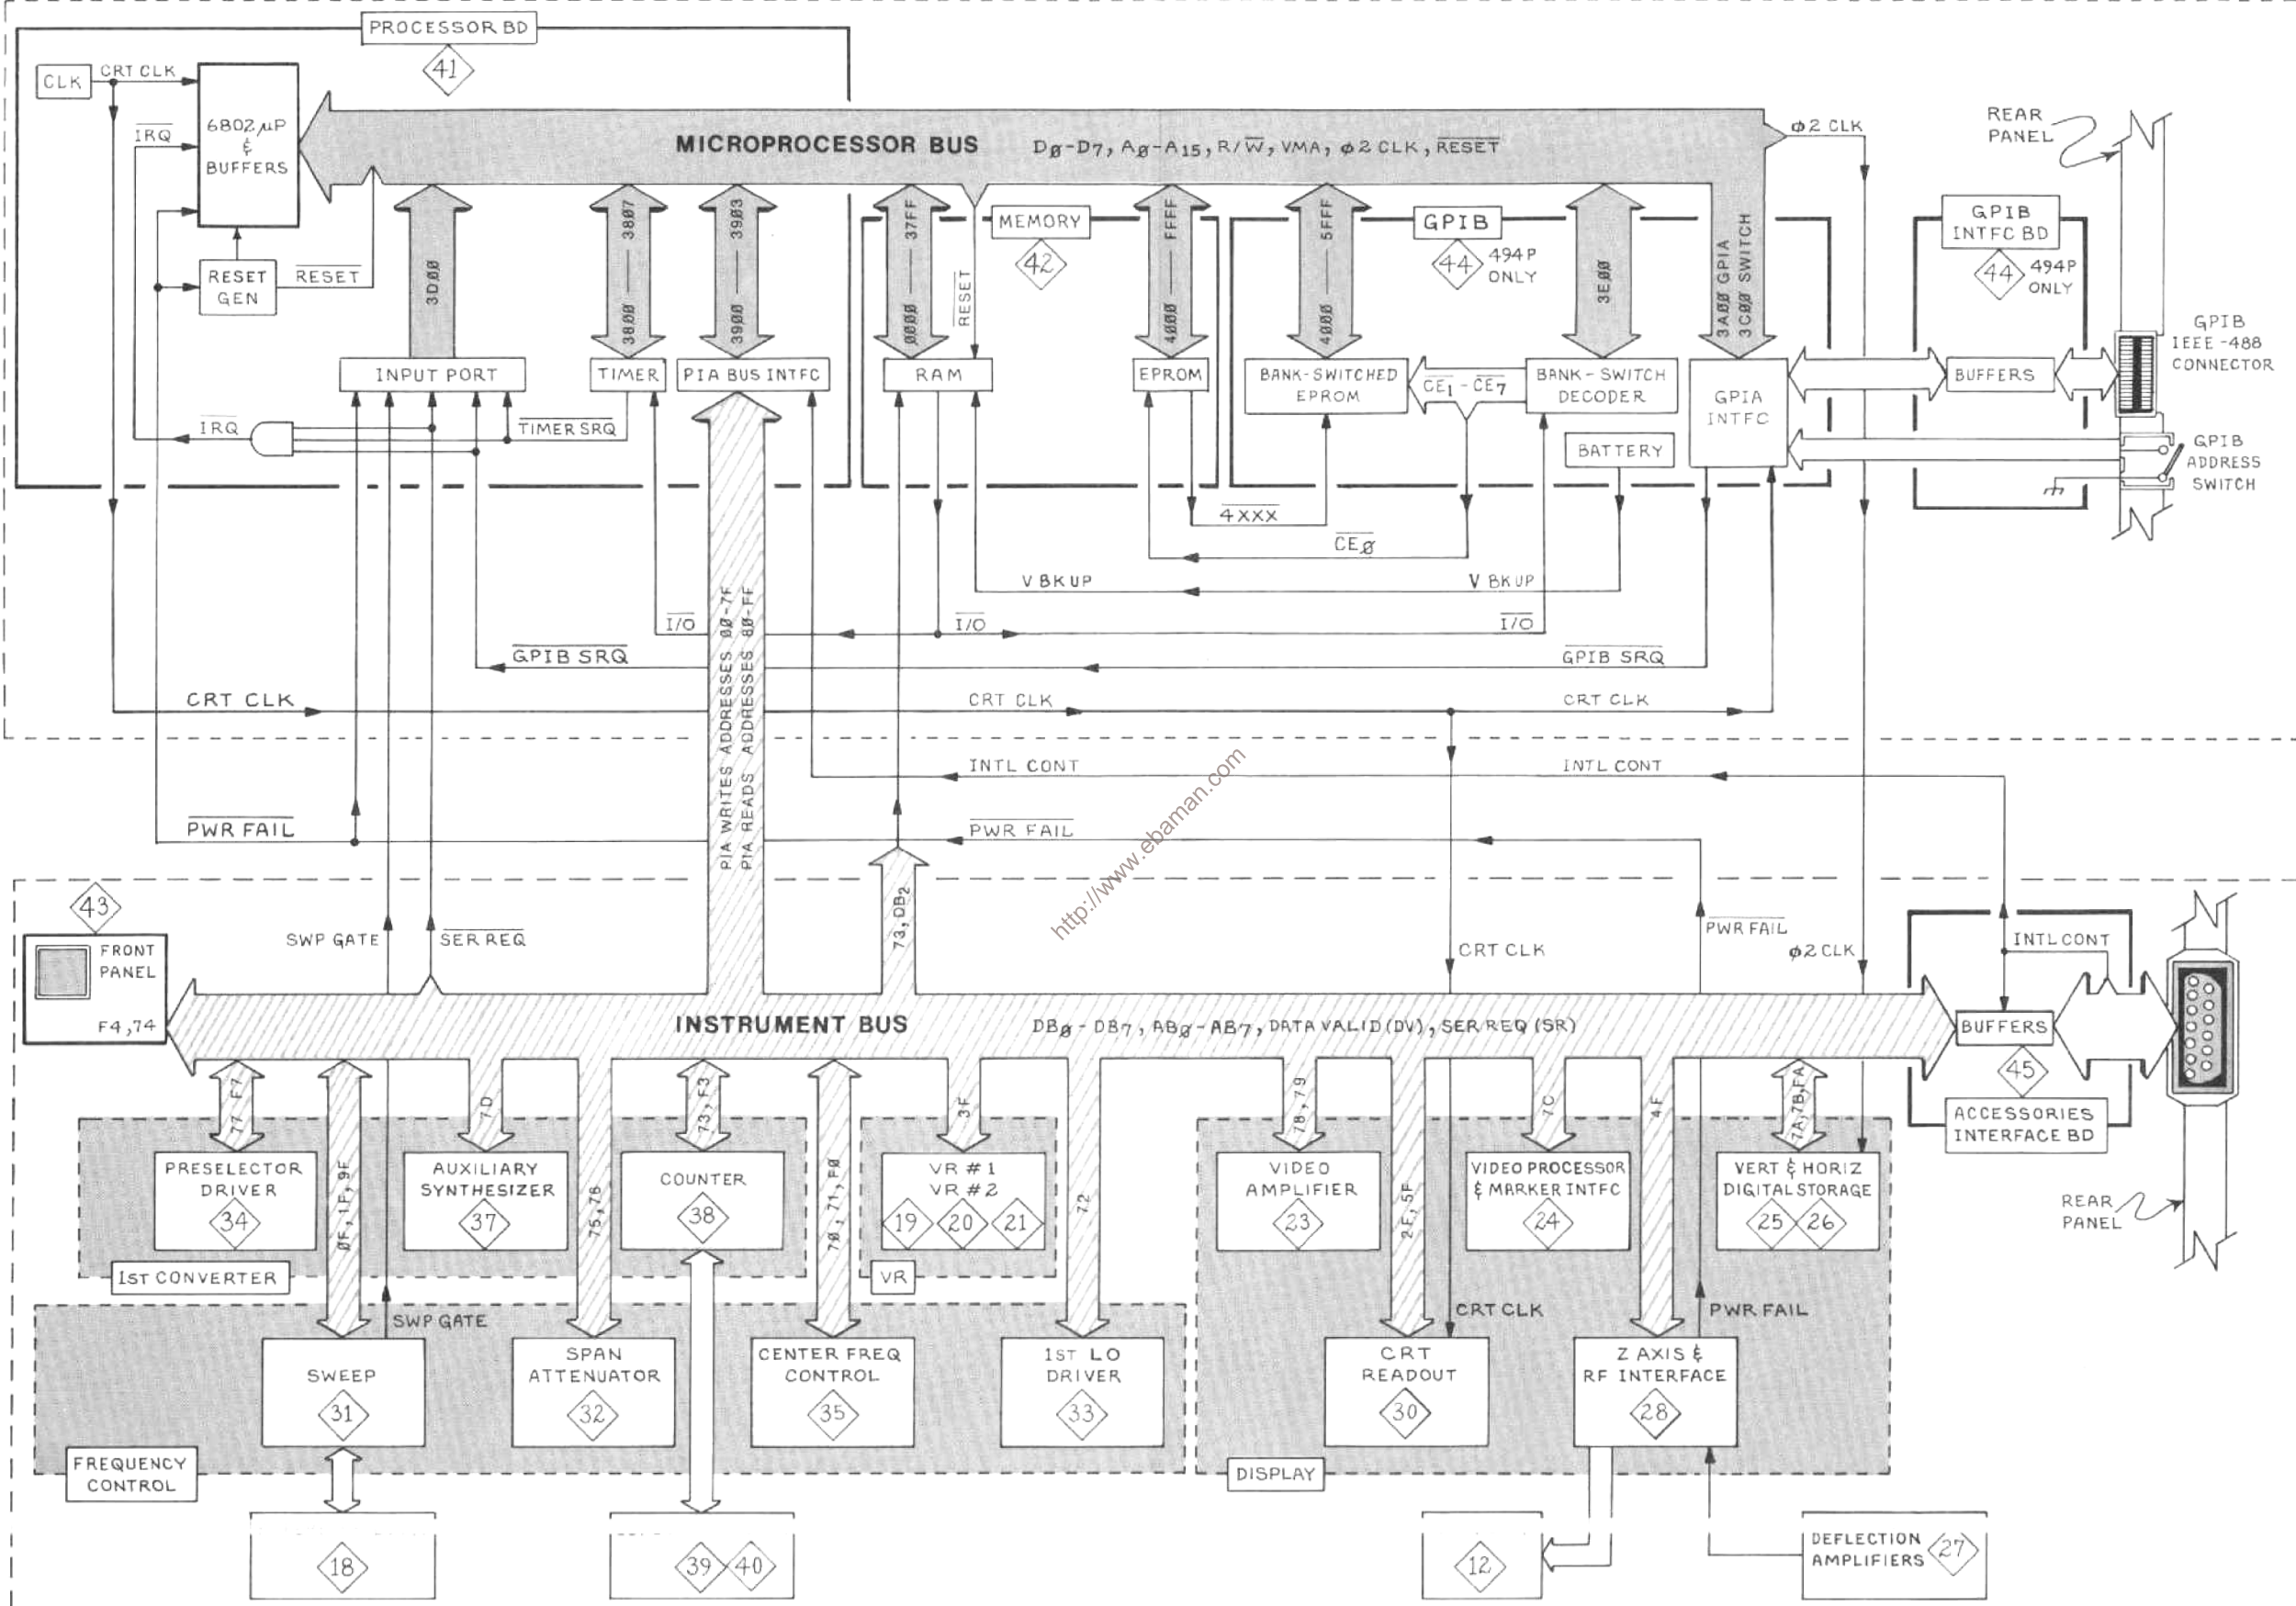 PROCESSOR BD
41
CLK
CRT CLK
IRQ
6802 µP
&
BUFFERS
RESET
GEN
RESET
MICROPROCESSOR BUS
DØ-D7, AØ-A15, R/W, VMA, ϕ2 CLK, RESET
ϕ2 CLK
REAR
PANEL
3DØØ
38ØØ — 38Ø7
39ØØ — 39Ø3
ØØØØ — 37FF
RESET
MEMORY
42
4ØØØ — FFFF
4ØØØ — 5FFF
GPIB
44
494P
ONLY
3EØØ
3AØØ GPIA
3CØØ SWITCH
GPIB
INTFC BD
44
494P
ONLY
GPIB
IEEE-488
CONNECTOR
INPUT PORT
TIMER
PIA BUS INTFC
RAM
EPROM
BANK-SWITCHED
EPROM
CE1 - CE7
BANK-SWITCH
DECODER
GPIA
INTFC
BUFFERS
IRQ
TIMER SRQ
BATTERY
GPIB
ADDRESS
SWITCH
4XXX
CEØ
V BKUP
V BKUP
I/O
I/O
I/O
GPIB SRQ
GPIB SRQ
CRT CLK
CRT CLK
CRT CLK
PIA WRITES ADDRESSES ØØ-7F
PIA READS ADDRESSES 8Ø-FF
INTL CONT
INTL CONT
PWR FAIL
PWR FAIL
http://www.ebaman.com
43
FRONT
PANEL
F4,74
SWP GATE
SER REQ
73, DB2
CRT CLK
PWR FAIL
ϕ2 CLK
INTL CONT
INSTRUMENT BUS
DBØ - DB7, ABØ-AB7, DATA VALID (DV), SER REQ (SR)
BUFFERS
45
ACCESSORIES
INTERFACE BD
REAR
PANEL
77 F7
ØF, 1F, 9F
7D
75,76
73, F3
7Ø, 71, FØ
3F
72
78,79
2F, 5F
7C
4F
7A,7B,FA
PRESELECTOR
DRIVER
34
AUXILIARY
SYNTHESIZER
37
COUNTER
38
VR #1
VR #2
19
20
21
VIDEO
AMPLIFIER
23
VIDEO PROCESSOR
& MARKER INTFC
24
VERT & HORIZ
DIGITAL STORAGE
25
26
1ST CONVERTER
VR
SWP GATE
CRT CLK
PWR FAIL
SWEEP
31
SPAN
ATTENUATOR
32
CENTER FREQ
CONTROL
35
1ST LO
DRIVER
33
CRT
READOUT
30
Z AXIS &
RF INTERFACE
28
FREQUENCY
CONTROL
DISPLAY
18
39
40
12
DEFLECTION
AMPLIFIERS
27